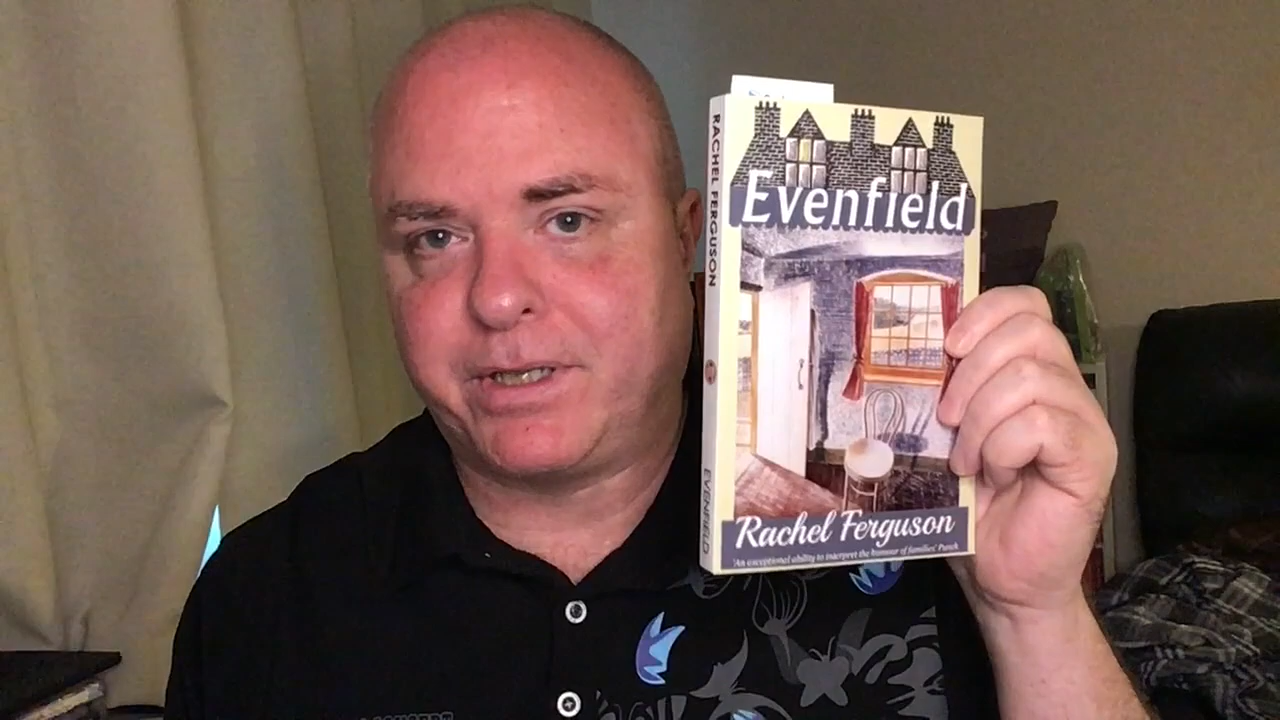 RACHEL FERGUSON
EVENFIELD
Evenfield
Rachel Ferguson
'An exceptional ability to interpret the humour of families' Punch